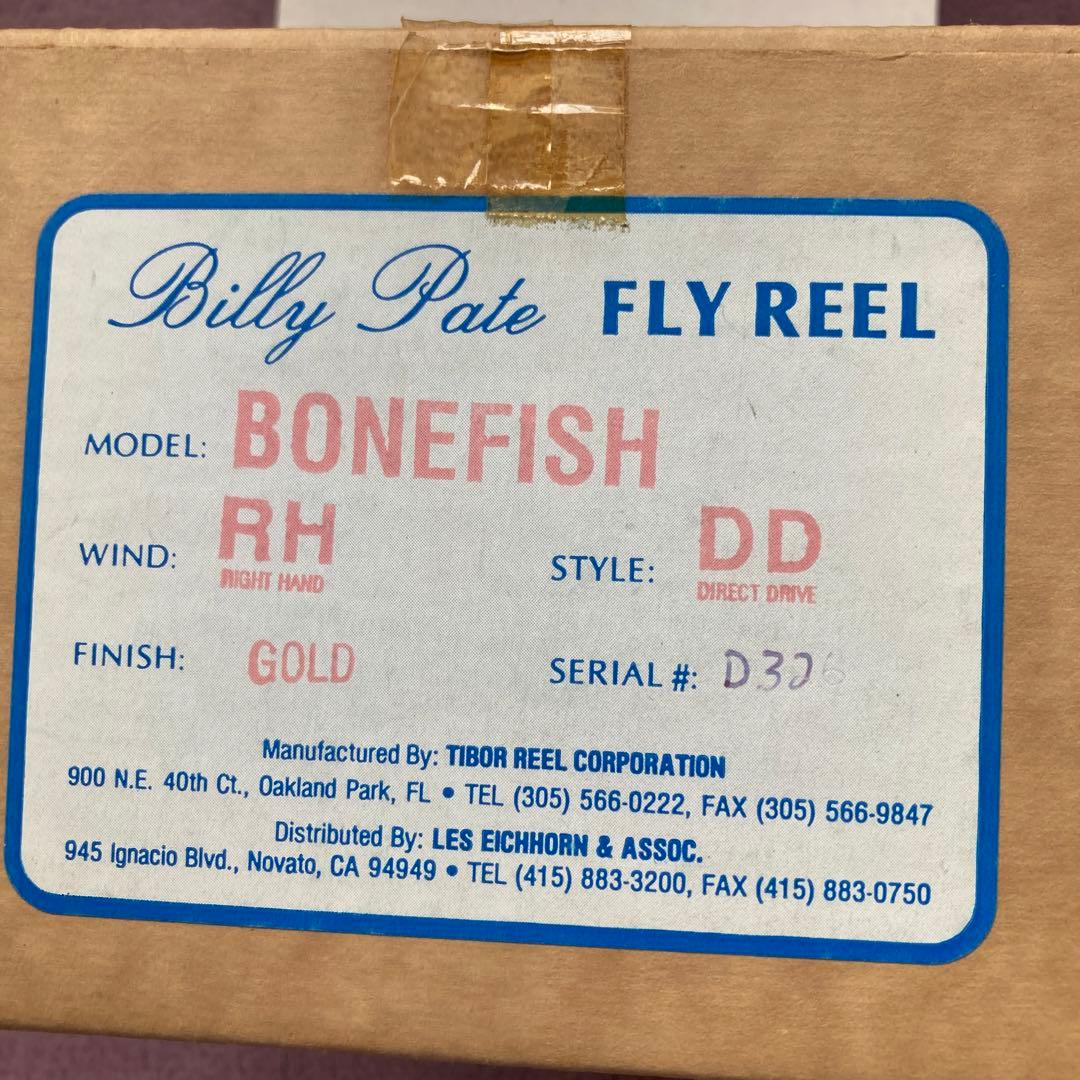 Billy Pate FLY REEL
MODEL: BONEFISH
WIND: RH STYLE: DD
RIGHT HAND DIRECT DRIVE
FINISH: GOLD SERIAL #: D326
Manufactured By: TIBOR REEL CORPORATION
900 N.E. 40th Ct., Oakland Park, FL • TEL (305) 566-0222, FAX (305) 566-9847
Distributed By: LES EICHHORN & ASSOC.
945 Ignacio Blvd., Novato, CA 94949 • TEL (415) 883-3200, FAX (415) 883-0750